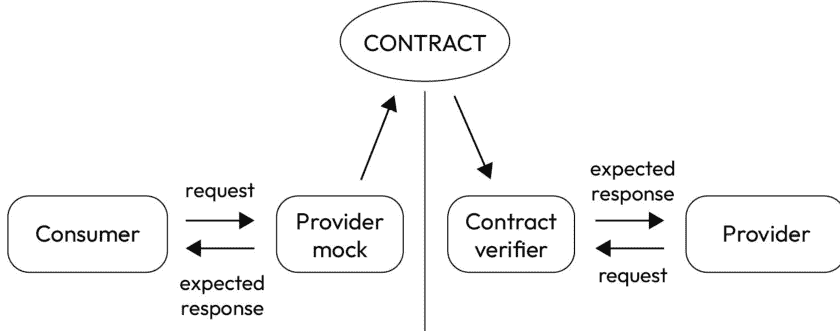 CONTRACT
request
Consumer
Provider
mock
expected
response
Contract
verifier
expected
response
request
Provider